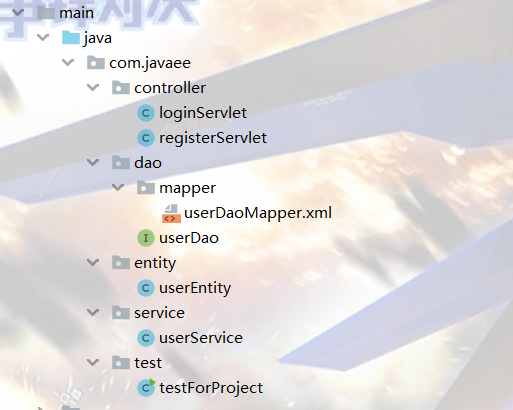 main
java
com.javaee
controller
loginServlet
registerServlet
dao
mapper
userDaoMapper.xml
userDao
entity
userEntity
service
userService
test
testForProject